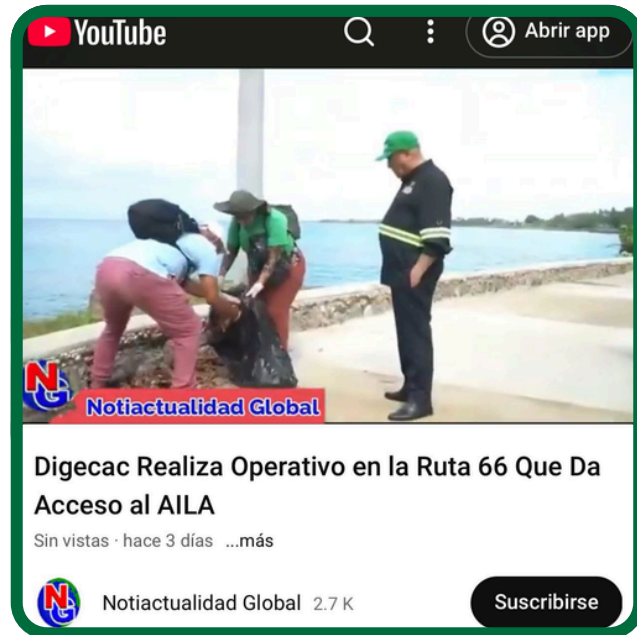 YouTube
Abrir app
NG
Notiactualidad Global
Digecac Realiza Operativo en la Ruta 66 Que Da
Acceso al AILA
Sin vistas · hace 3 días ...más
NG
Notiactualidad Global 2.7 K
Suscribirse